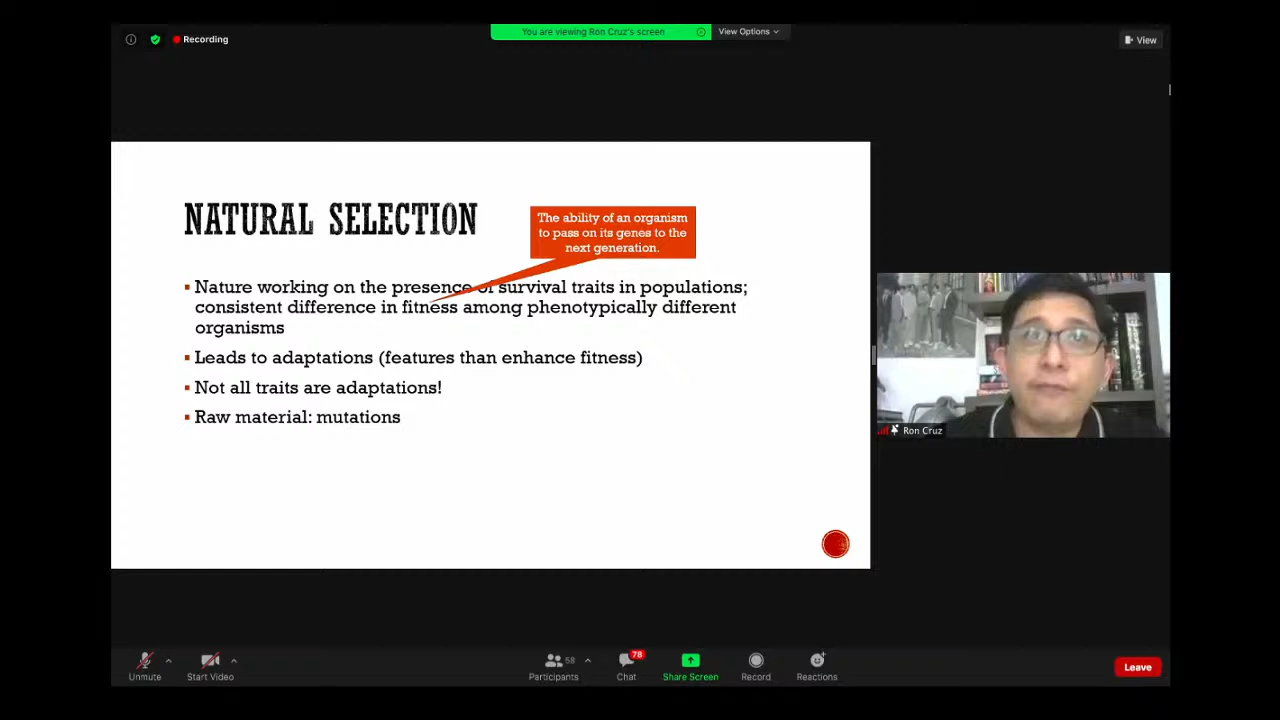 Recording
You are viewing Ron Cruz's screen
View Options
View
NATURAL SELECTION
The ability of an organism
to pass on its genes to the
next generation.
Nature working on the presence of survival traits in populations;
consistent difference in fitness among phenotypically different
organisms
Leads to adaptations (features than enhance fitness)
Not all traits are adaptations!
Raw material: mutations
Ron Cruz
Unmute
Start Video
58
Participants
78
Chat
Share Screen
Record
Reactions
Leave